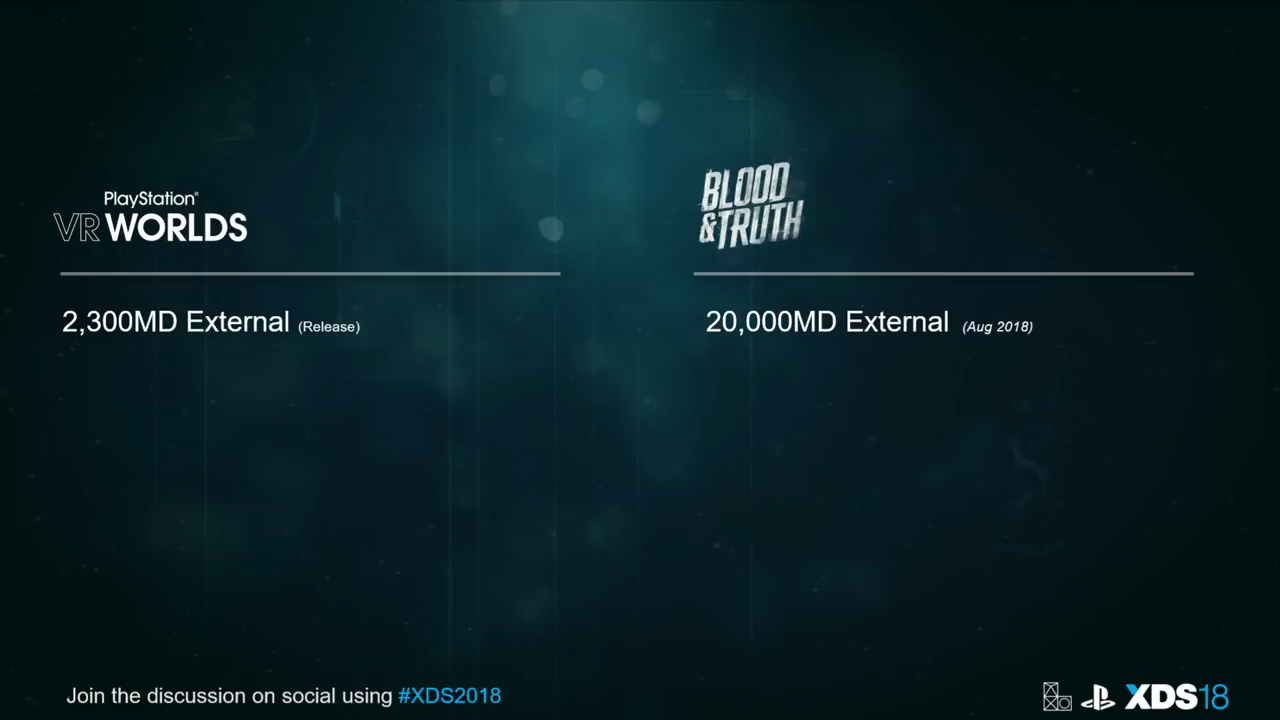 PlayStation®
VR WORLDS
2,300MD External (Release)
BLOOD
&TRUTH
20,000MD External (Aug 2018)
Join the discussion on social using #XDS2018
XDS18